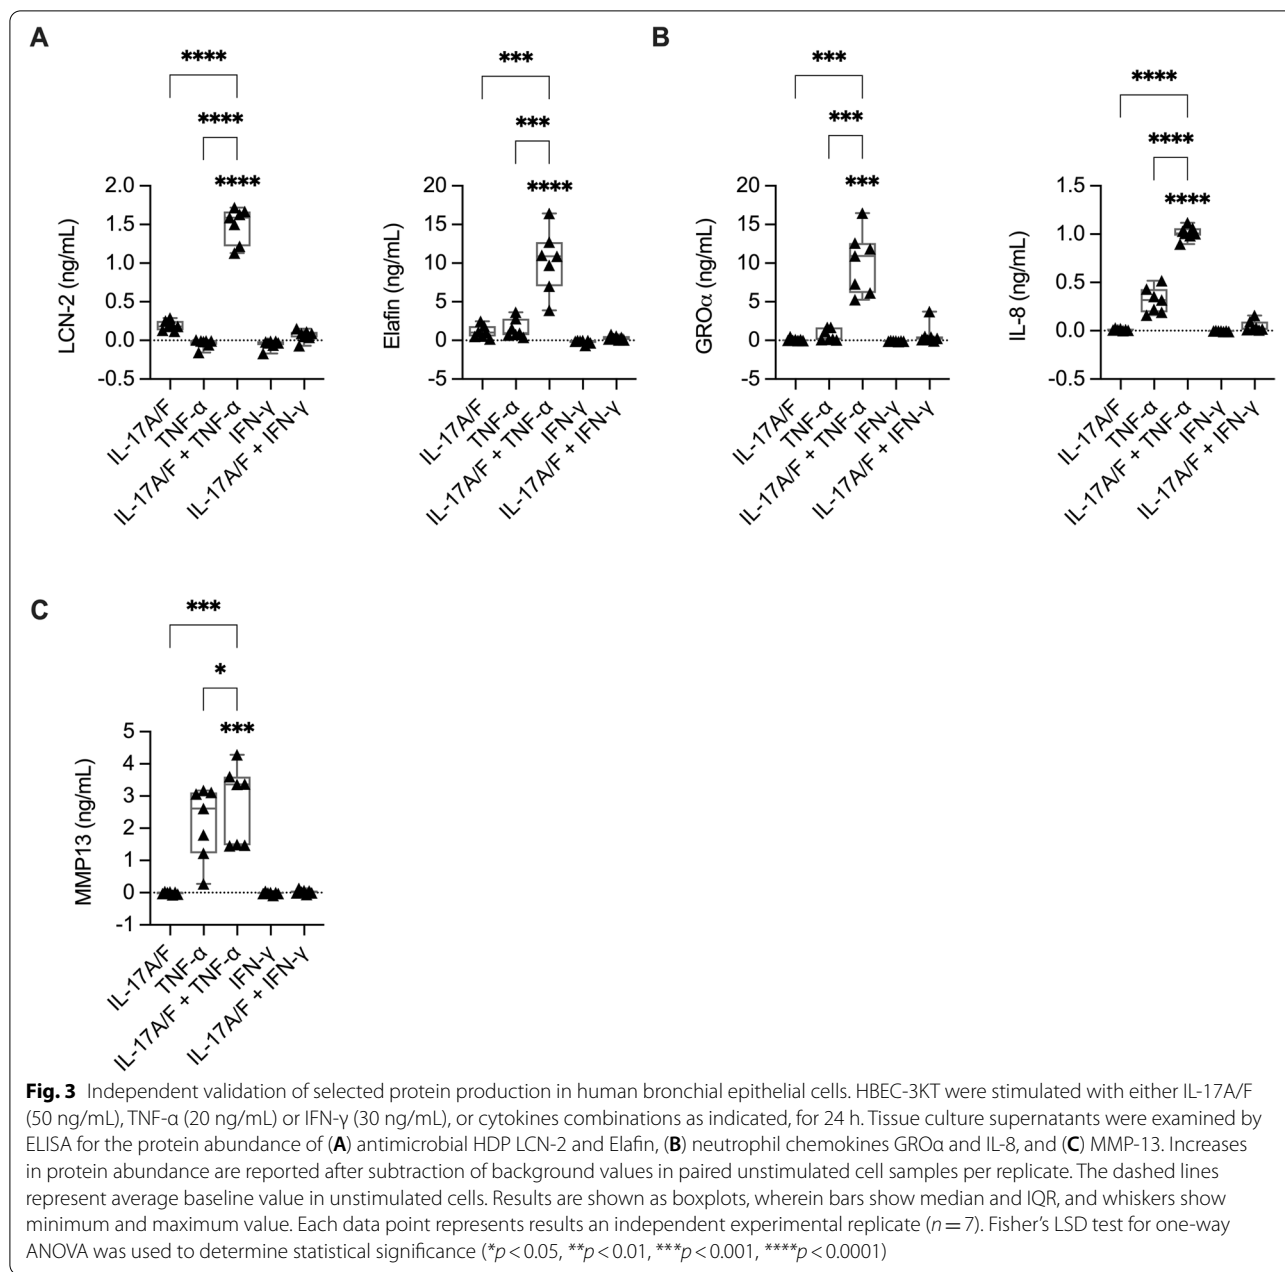 A
B
****
****
****
LCN-2 (ng/mL)
2.0
1.5
1.0
0.5
0.0
-0.5
IL-17A/F
TNF-α
IL-17A/F + TNF-α
IFN-γ
IL-17A/F + IFN-γ
***
***
****
Elafin (ng/mL)
20
15
10
5
0
-5
IL-17A/F
TNF-α
IL-17A/F + TNF-α
IFN-γ
IL-17A/F + IFN-γ
***
***
***
GROα (ng/mL)
20
15
10
5
0
-5
IL-17A/F
TNF-α
IL-17A/F + TNF-α
IFN-γ
IL-17A/F + IFN-γ
****
****
****
IL-8 (ng/mL)
1.5
1.0
0.5
0.0
-0.5
IL-17A/F
TNF-α
IL-17A/F + TNF-α
IFN-γ
IL-17A/F + IFN-γ
C
***
*
***
MMP13 (ng/mL)
5
4
3
2
1
0
-1
IL-17A/F
TNF-α
IL-17A/F + TNF-α
IFN-γ
IL-17A/F + IFN-γ
Fig. 3 Independent validation of selected protein production in human bronchial epithelial cells. HBEC-3KT were stimulated with either IL-17A/F
(50 ng/mL), TNF-α (20 ng/mL) or IFN-γ (30 ng/mL), or cytokines combinations as indicated, for 24 h. Tissue culture supernatants were examined by
ELISA for the protein abundance of (A) antimicrobial HDP LCN-2 and Elafin, (B) neutrophil chemokines GROα and IL-8, and (C) MMP-13. Increases
in protein abundance are reported after subtraction of background values in paired unstimulated cell samples per replicate. The dashed lines
represent average baseline value in unstimulated cells. Results are shown as boxplots, wherein bars show median and IQR, and whiskers show
minimum and maximum value. Each data point represents results an independent experimental replicate (n = 7). Fisher's LSD test for one-way
ANOVA was used to determine statistical significance (*p < 0.05, **p < 0.01, ***p < 0.001, ****p < 0.0001)